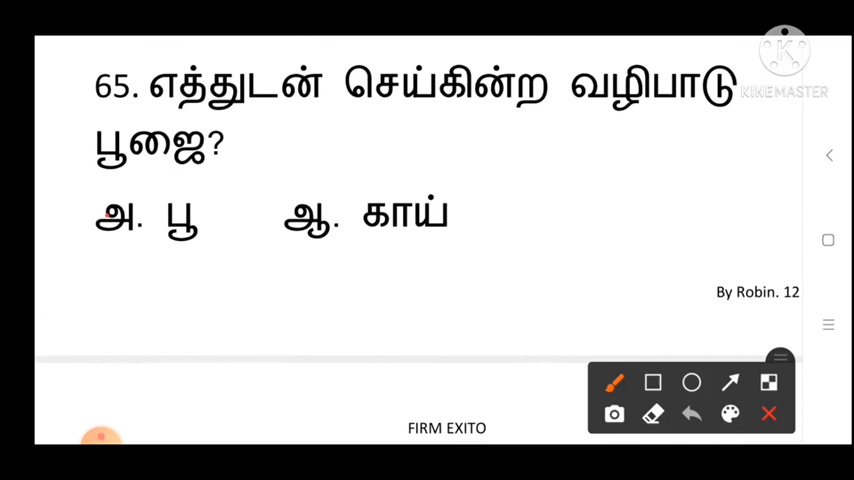 65. எத்துடன் செய்கின்ற வழிபாடு
பூஜை?
அ. பூ ஆ. காய்
By Robin. 12
FIRM EXITO
K
KINEMASTER